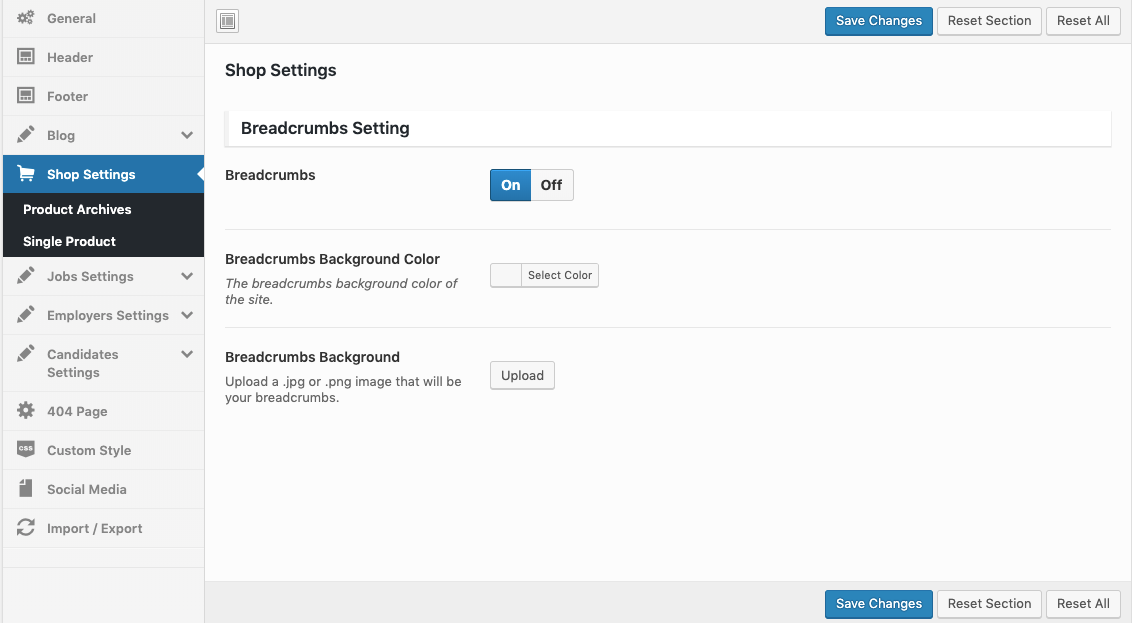 General
Header
Footer
Blog
Shop Settings
Product Archives
Single Product
Jobs Settings
Employers Settings
Candidates
Settings
404 Page
css
Custom Style
Social Media
Import / Export
Save Changes
Reset Section
Reset All
Shop Settings
Breadcrumbs Setting
Breadcrumbs
On
Off
Breadcrumbs Background Color
The breadcrumbs background color of
the site.
Select Color
Breadcrumbs Background
Upload a .jpg or .png image that will be
your breadcrumbs.
Upload
Save Changes
Reset Section
Reset All